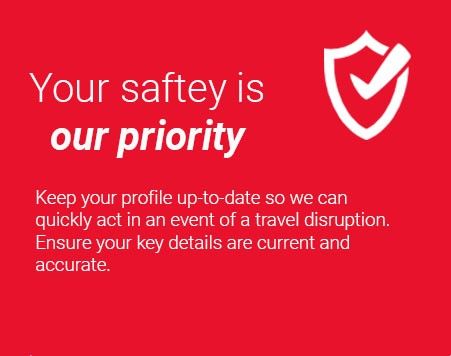 Your saftey is
our priority
Keep your profile up-to-date so we can
quickly act in an event of a travel disruption.
Ensure your key details are current and
accurate.